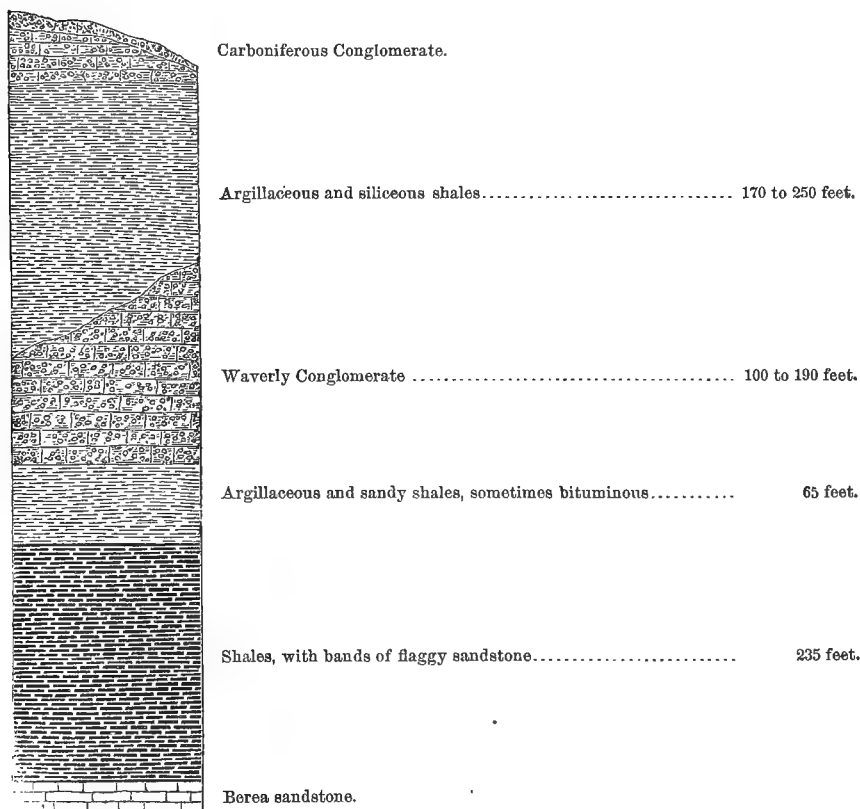 Carboniferous Conglomerate.
Argillaceous and siliceous shales................................ 170 to 250 feet.
Waverly Conglomerate ........................................ 100 to 190 feet.
Argillaceous and sandy shales, sometimes bituminous........... 65 feet.
Shales, with bands of flaggy sandstone......................... 235 feet.
Berea sandstone.